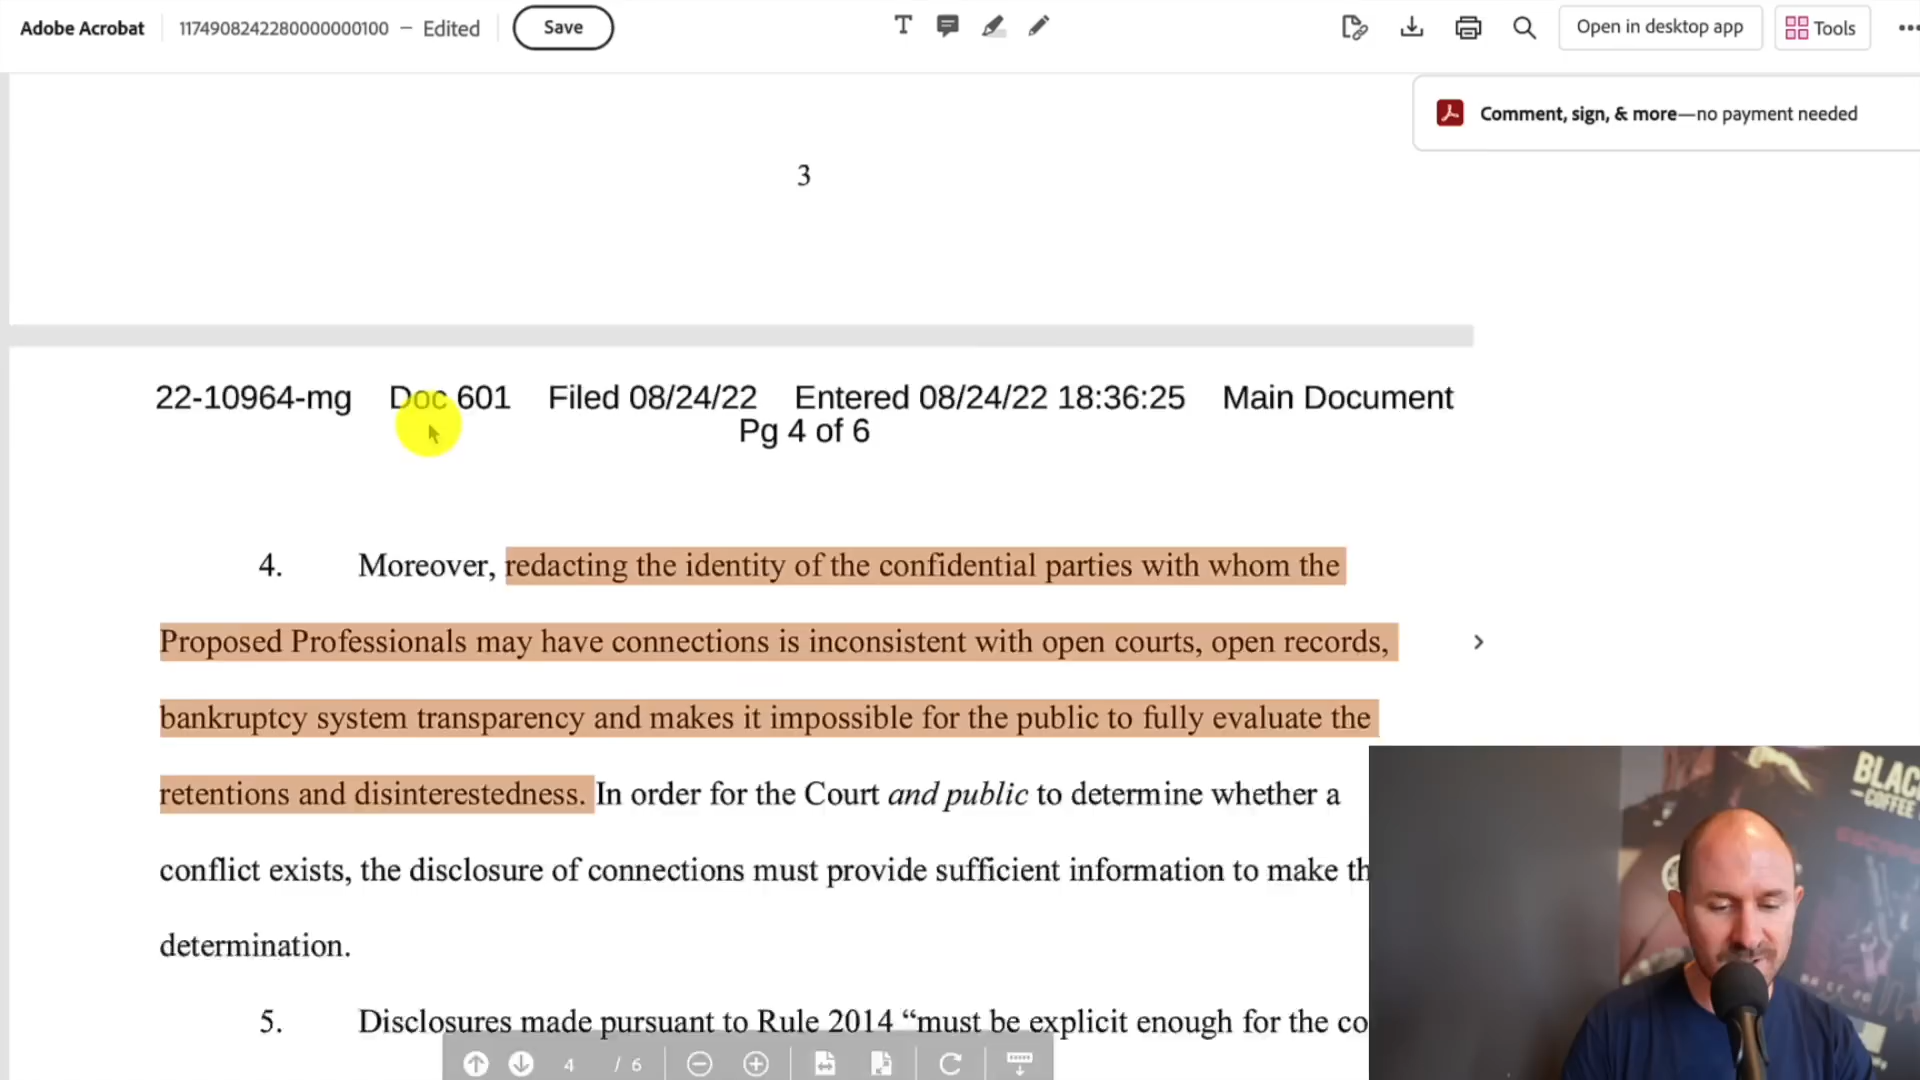 Adobe Acrobat 1174908242280000000100 – Edited Save Open in desktop app Tools
Comment, sign, & more—no payment needed
3
22-10964-mg Doc 601 Filed 08/24/22 Entered 08/24/22 18:36:25 Main Document
Pg 4 of 6
4. Moreover, redacting the identity of the confidential parties with whom the
Proposed Professionals may have connections is inconsistent with open courts, open records,
bankruptcy system transparency and makes it impossible for the public to fully evaluate the
retentions and disinterestedness. In order for the Court and public to determine whether a
conflict exists, the disclosure of connections must provide sufficient information to make th
determination.
5. Disclosures made pursuant to Rule 2014 “must be explicit enough for the co
4 / 6
BLAC
COFFEE